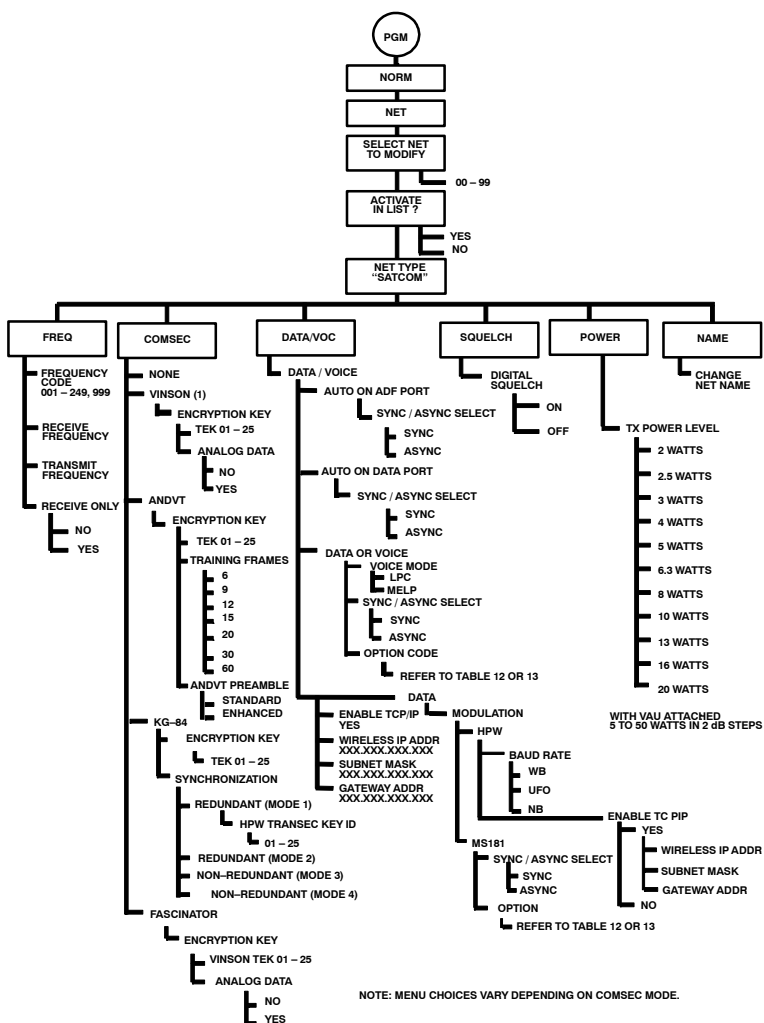 PGM
NORM
NET
SELECT NET
TO MODIFY
00 – 99
ACTIVATE
IN LIST ?
YES
NO
NET TYPE
“SATCOM”
FREQ
FREQUENCY
CODE
001 – 249, 999
RECEIVE
FREQUENCY
TRANSMIT
FREQUENCY
RECEIVE ONLY
NO
YES
COMSEC
NONE
VINSON (1)
ENCRYPTION KEY
TEK 01 – 25
ANALOG DATA
NO
YES
ANDVT
ENCRYPTION KEY
TEK 01 – 25
TRAINING FRAMES
6
9
12
15
20
30
60
ANDVT PREAMBLE
STANDARD
ENHANCED
KG–84
ENCRYPTION KEY
TEK 01 – 25
SYNCHRONIZATION
REDUNDANT (MODE 1)
HPW TRANSEC KEY ID
01 – 25
REDUNDANT (MODE 2)
NON–REDUNDANT (MODE 3)
NON–REDUNDANT (MODE 4)
FASCINATOR
ENCRYPTION KEY
VINSON TEK 01 – 25
ANALOG DATA
NO
YES
DATA/VOC
DATA / VOICE
AUTO ON ADF PORT
SYNC / ASYNC SELECT
SYNC
ASYNC
AUTO ON DATA PORT
SYNC / ASYNC SELECT
SYNC
ASYNC
DATA OR VOICE
VOICE MODE
LPC
MELP
SYNC / ASYNC SELECT
SYNC
ASYNC
OPTION CODE
REFER TO TABLE 12 OR 13
DATA
ENABLE TCP/IP
YES
WIRELESS IP ADDR
XXX.XXX.XXX.XXX
SUBNET MASK
XXX.XXX.XXX.XXX
GATEWAY ADDR
XXX.XXX.XXX.XXX
MODULATION
HPW
BAUD RATE
WB
UFO
NB
ENABLE TC PIP
YES
WIRELESS IP ADDR
SUBNET MASK
GATEWAY ADDR
NO
MS181
SYNC / ASYNC SELECT
SYNC
ASYNC
OPTION
REFER TO TABLE 12 OR 13
SQUELCH
DIGITAL
SQUELCH
ON
OFF
POWER
TX POWER LEVEL
2 WATTS
2.5 WATTS
3 WATTS
4 WATTS
5 WATTS
6.3 WATTS
8 WATTS
10 WATTS
13 WATTS
16 WATTS
20 WATTS
WITH VAU ATTACHED
5 TO 50 WATTS IN 2 dB STEPS
NAME
CHANGE
NET NAME
NOTE: MENU CHOICES VARY DEPENDING ON COMSEC MODE.